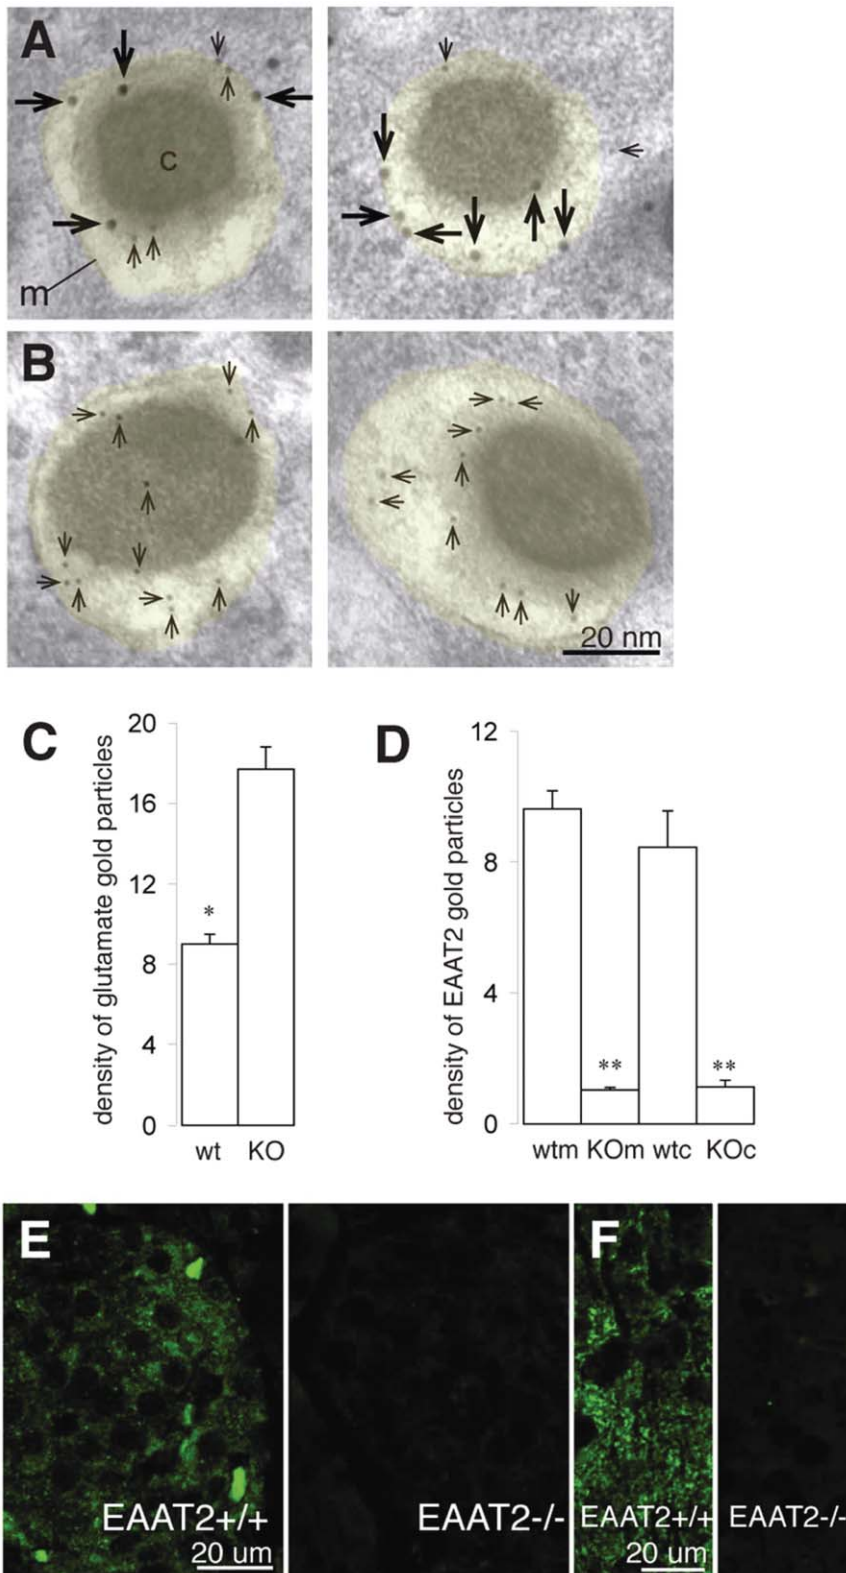 A
c
m
B
20 nm
C
density of glutamate gold particles
20
16
12
8
4
0
*
wt KO
D
density of EAAT2 gold particles
12
8
4
0
** **
wtm KOm wtc KOc
E
EAAT2+/+
20 um
EAAT2-/-
F
EAAT2+/+
20 um
EAAT2-/-